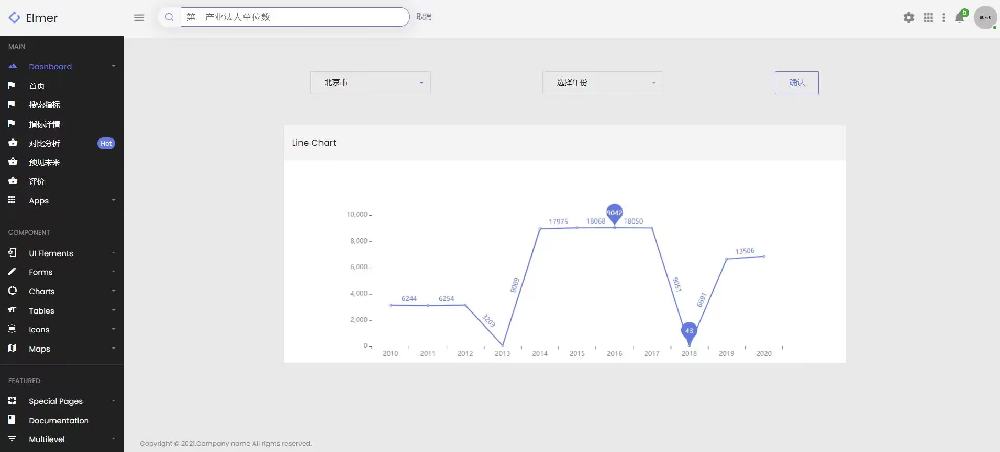 Elmer
第一产业法人单位数 取消
5
80x80
MAIN
Dashboard
首页
搜索指标
指标详情
对比分析 Hot
预见未来
评价
Apps
COMPONENT
UI Elements
Forms
Charts
Tables
Icons
Maps
FEATURED
Special Pages
Documentation
Multilevel
北京市 选择年份 确认
Line Chart
10,000
8,000
6,000
4,000
2,000
0
6244 6254 3203 9009 17975 18068 9042 18050 9051 43 6691 13506
2010 2011 2012 2013 2014 2015 2016 2017 2018 2019 2020
Copyright © 2021.Company name All rights reserved.